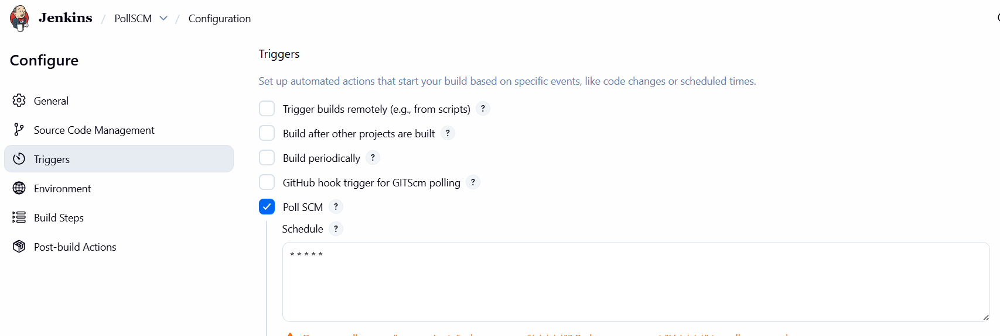 Jenkins / PollSCM / Configuration
Configure
General
Source Code Management
Triggers
Environment
Build Steps
Post-build Actions
Triggers
Set up automated actions that start your build based on specific events, like code changes or scheduled times.
Trigger builds remotely (e.g., from scripts) ?
Build after other projects are built ?
Build periodically ?
GitHub hook trigger for GITScm polling ?
Poll SCM ?
Schedule ?
* * * * *